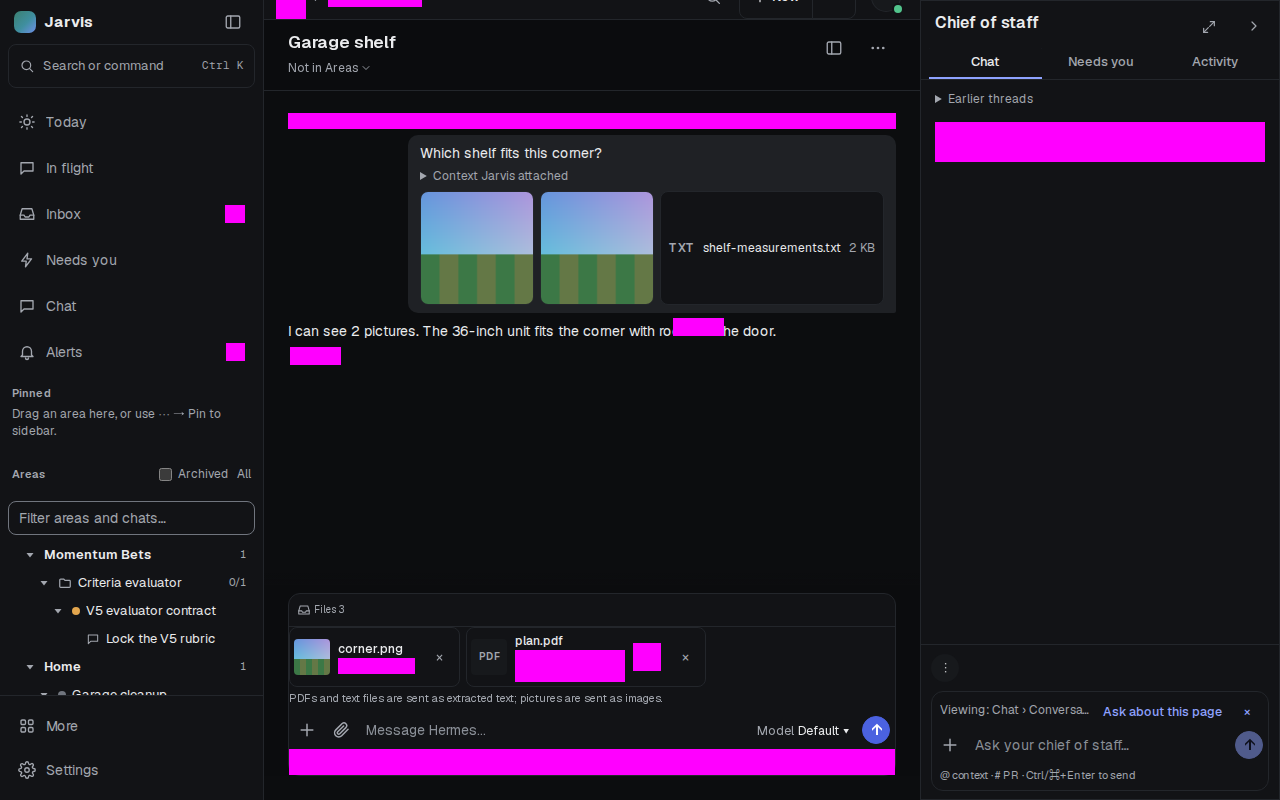 Jarvis
Search or command Ctrl K
Today
In flight
Inbox
Needs you
Chat
Alerts
Pinned
Drag an area here, or use ··· → Pin to
sidebar.
Areas Archived All
Filter areas and chats…
Momentum Bets 1
Criteria evaluator 0/1
V5 evaluator contract
Lock the V5 rubric
Home 1
Garage cleanup
More
Settings
Garage shelf
Not in Areas
Which shelf fits this corner?
Context Jarvis attached
TXT shelf-measurements.txt 2 KB
I can see 2 pictures. The 36-inch unit fits the corner with he door.
Files 3
corner.png ×
PDF plan.pdf ×
PDFs and text files are sent as extracted text; pictures are sent as images.
Message Hermes…
Model Default
Chief of staff
Chat Needs you Activity
Earlier threads
Viewing: Chat › Conversa… Ask about this page ×
Ask your chief of staff…
@ context · # PR · Ctrl/⌘+Enter to send